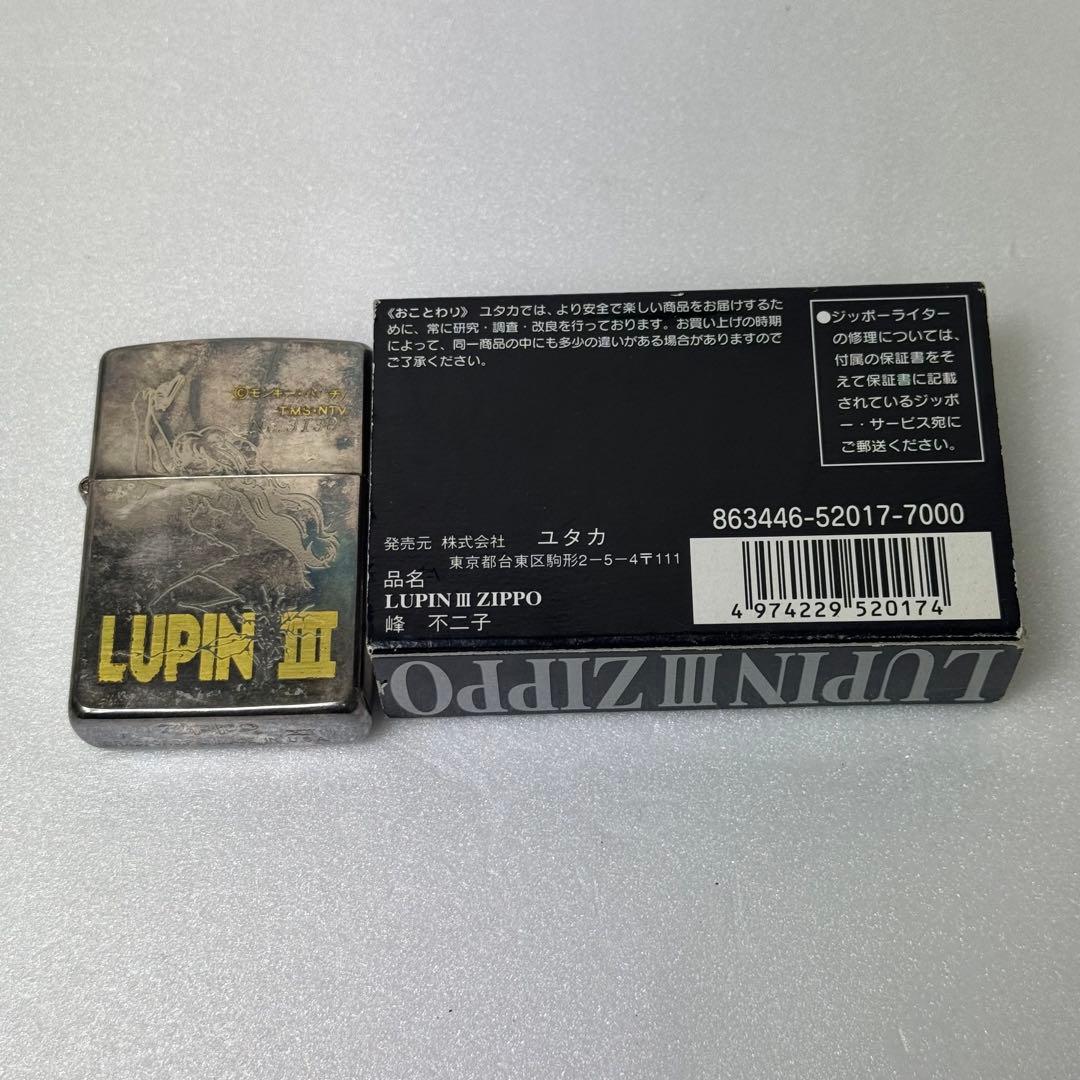 ©モンキー・パンチ
TMS・NTV
LUPIN III
《おことわり》 ユタカでは、より安全で楽しい商品をお届けするた
めに、常に研究・調査・改良を行っております。お買い上げの時期
によって、同一商品の中にも多少の違いがある場合がありますので
ご了承ください。
●ジッポーライター
の修理については、
付属の保証書をそ
えて保証書に記載
されているジッポ
ー・サービス宛に
ご郵送ください。
863446-52017-7000
発売元 株式会社 ユタカ
東京都台東区駒形2-5-4〒111
品名
LUPIN III ZIPPO
峰 不二子
4 974229 520174
LUPIN III ZIPPO